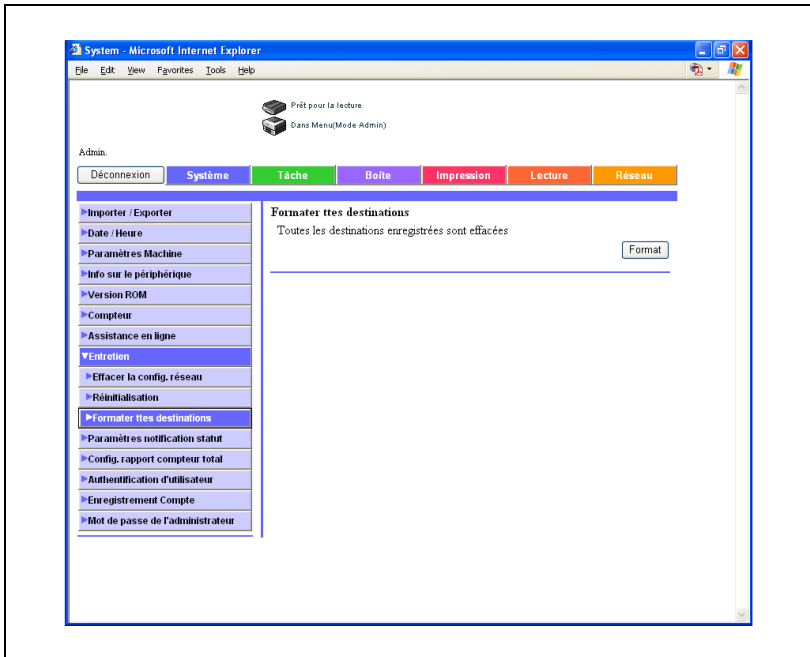 System - Microsoft Internet Explorer
File Edit View Favorites Tools Help
Prêt pour la lecture
Dans Menu(Mode Admin)
Admin.
Déconnexion Système Tâche Boîte Impression Lecture Réseau
Importer / Exporter
Date / Heure
Paramètres Machine
Info sur le périphérique
Version ROM
Compteur
Assistance en ligne
Entretien
Effacer la config. réseau
Réinitialisation
Formater ttes destinations
Paramètres notification statut
Config. rapport compteur total
Authentification d'utilisateur
Enregistrement Compte
Mot de passe de l'administrateur
Formater ttes destinations
Toutes les destinations enregistrées sont effacées
Format